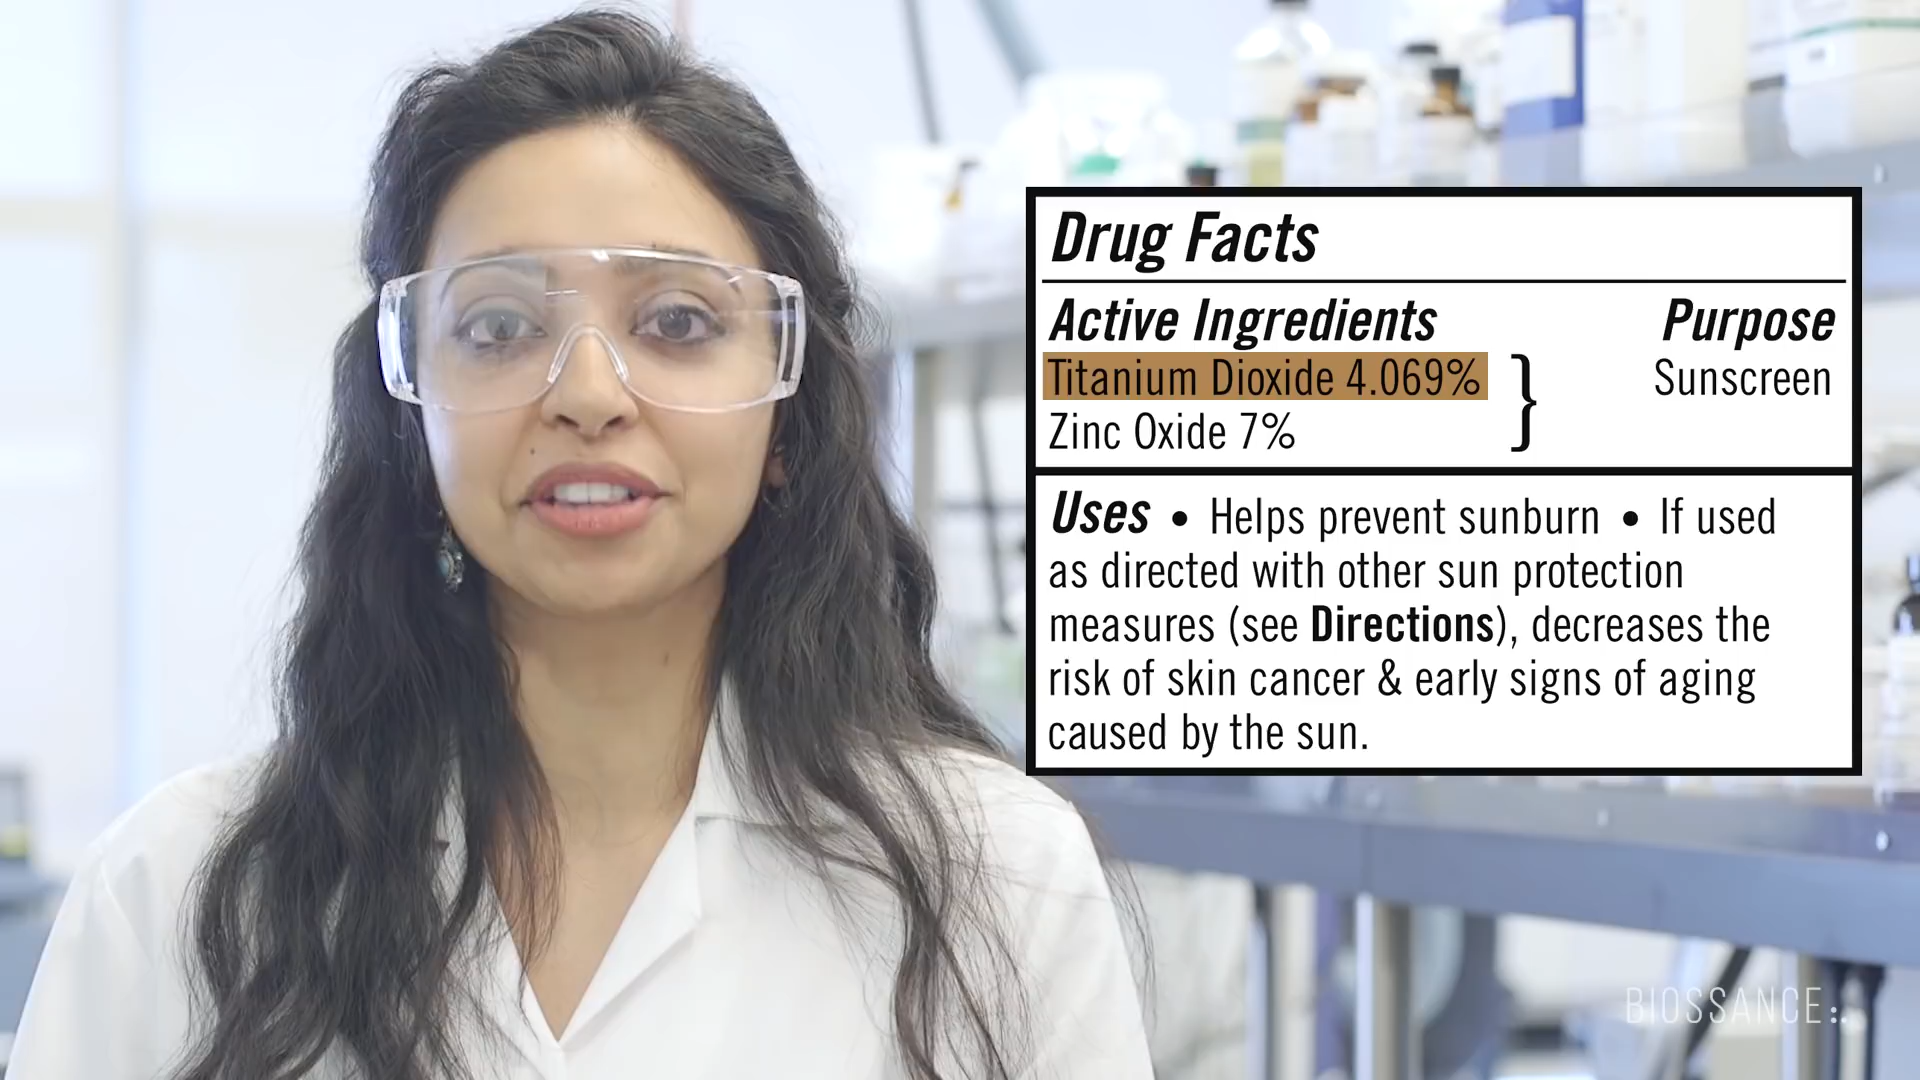 Drug Facts
Active Ingredients Purpose
Titanium Dioxide 4.069% } Sunscreen
Zinc Oxide 7%
Uses • Helps prevent sunburn • If used
as directed with other sun protection
measures (see Directions), decreases the
risk of skin cancer & early signs of aging
caused by the sun.
BIOSSANCE